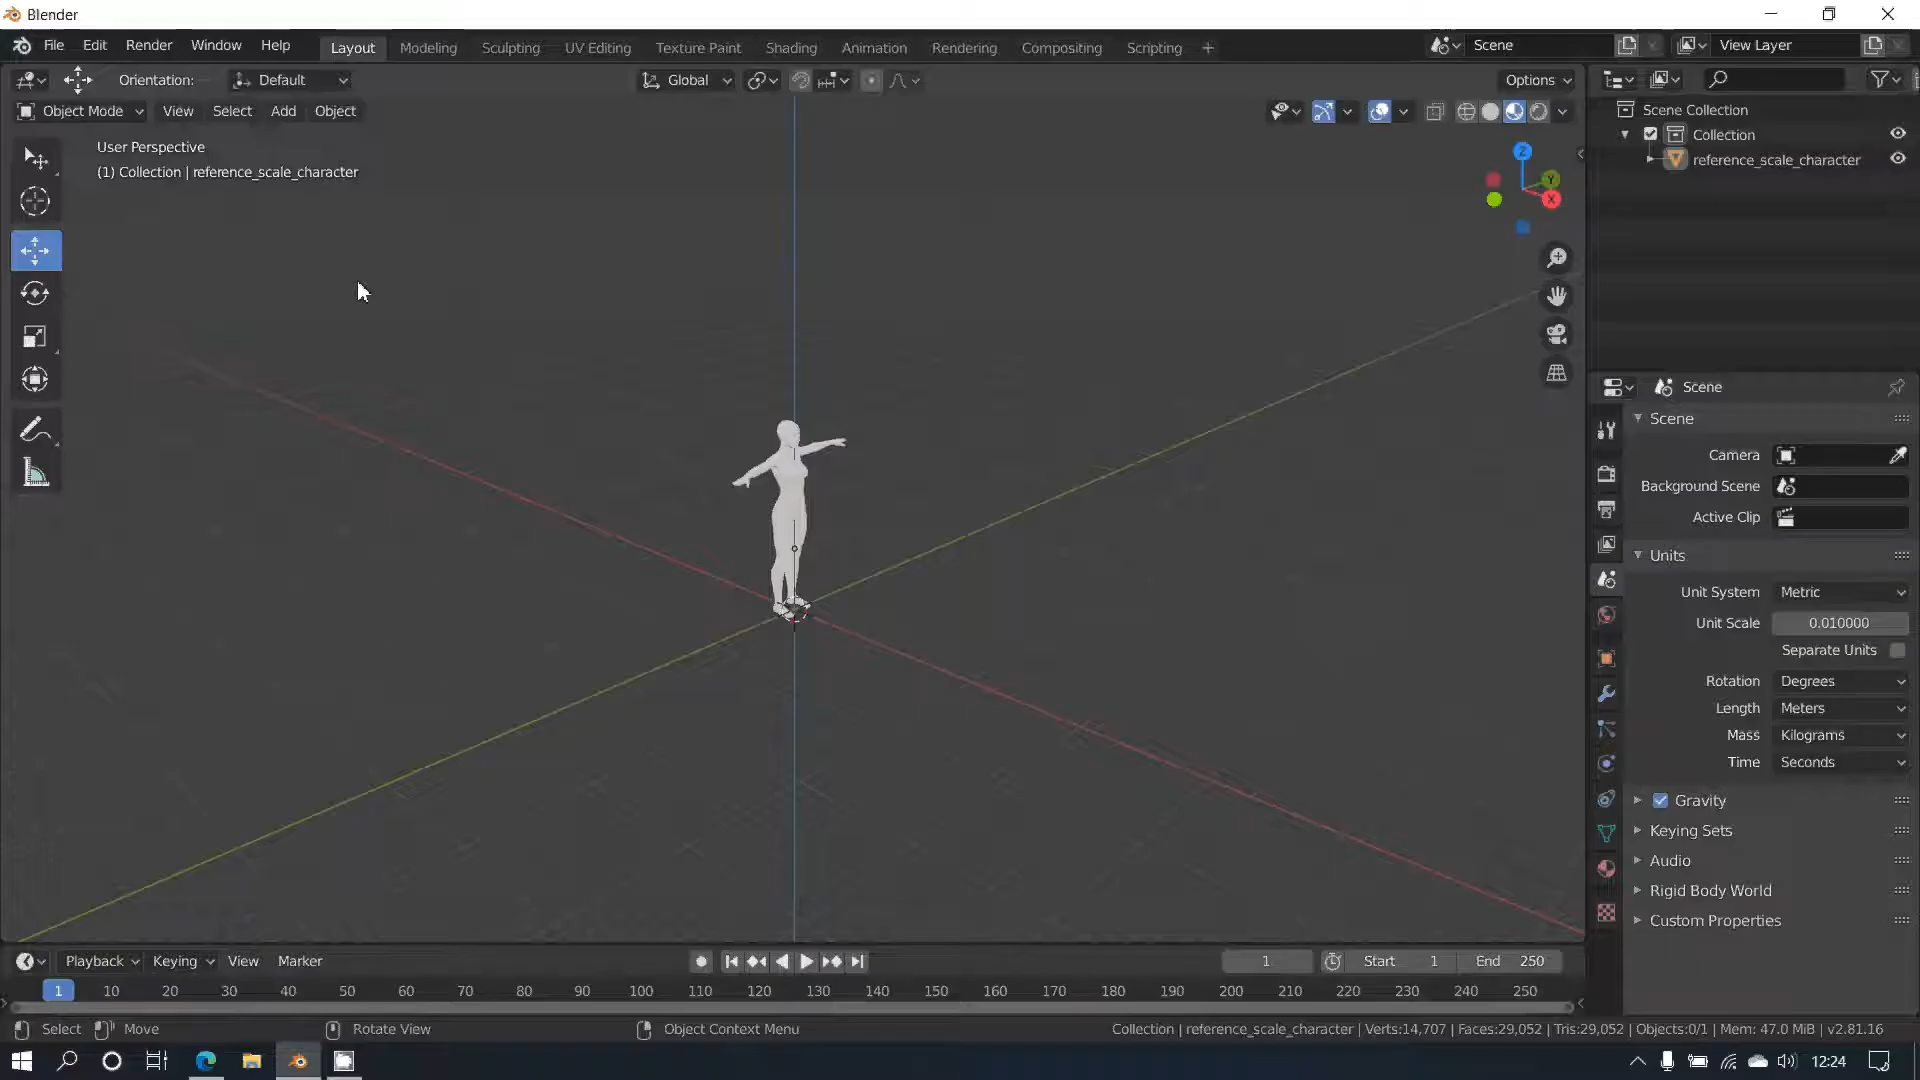 Blender
File Edit Render Window Help Layout Modeling Sculpting UV Editing Texture Paint Shading Animation Rendering Compositing Scripting + Scene View Layer
Orientation: Default Global Options
Object Mode View Select Add Object
User Perspective
(1) Collection | reference_scale_character
Z
Y
X
Scene Collection
Collection
reference_scale_character
Scene
Scene
Camera
Background Scene
Active Clip
Units
Unit System Metric
Unit Scale 0.010000
Separate Units
Rotation Degrees
Length Meters
Mass Kilograms
Time Seconds
Gravity
Keying Sets
Audio
Rigid Body World
Custom Properties
Playback Keying View Marker 1 Start 1 End 250
1 10 20 30 40 50 60 70 80 90 100 110 120 130 140 150 160 170 180 190 200 210 220 230 240 250
Select Move Rotate View Object Context Menu Collection | reference_scale_character | Verts:14,707 | Faces:29,052 | Tris:29,052 | Objects:0/1 | Mem: 47.0 MiB | v2.81.16
12:24